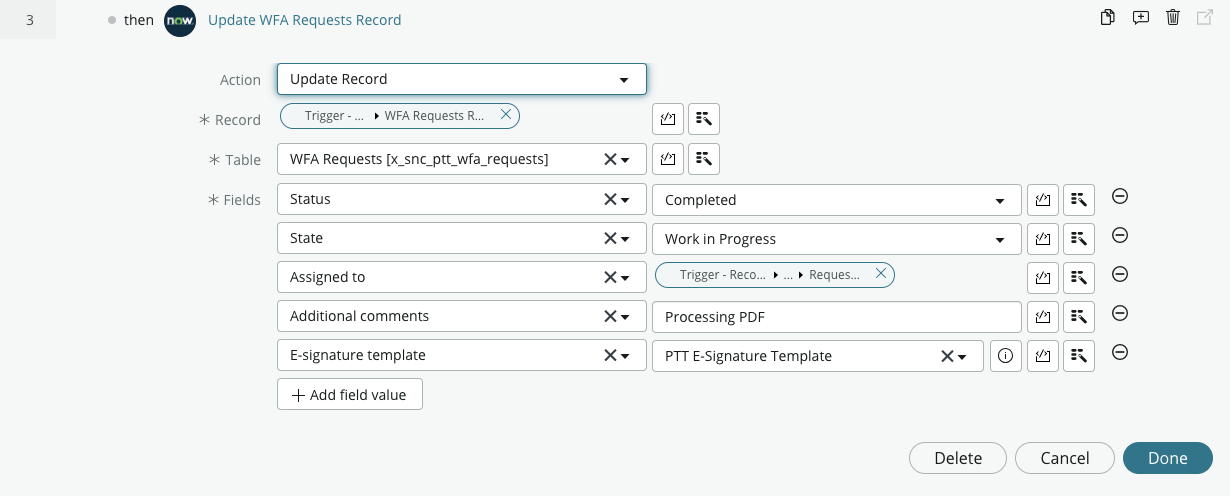 3 then now Update WFA Requests Record
Action Update Record
* Record Trigger - ... WFA Requests R...
* Table WFA Requests [x_snc_ptt_wfa_requests]
* Fields Status Completed
State Work in Progress
Assigned to Trigger - Reco... ... Reques...
Additional comments Processing PDF
E-signature template PTT E-Signature Template
+ Add field value
Delete Cancel Done